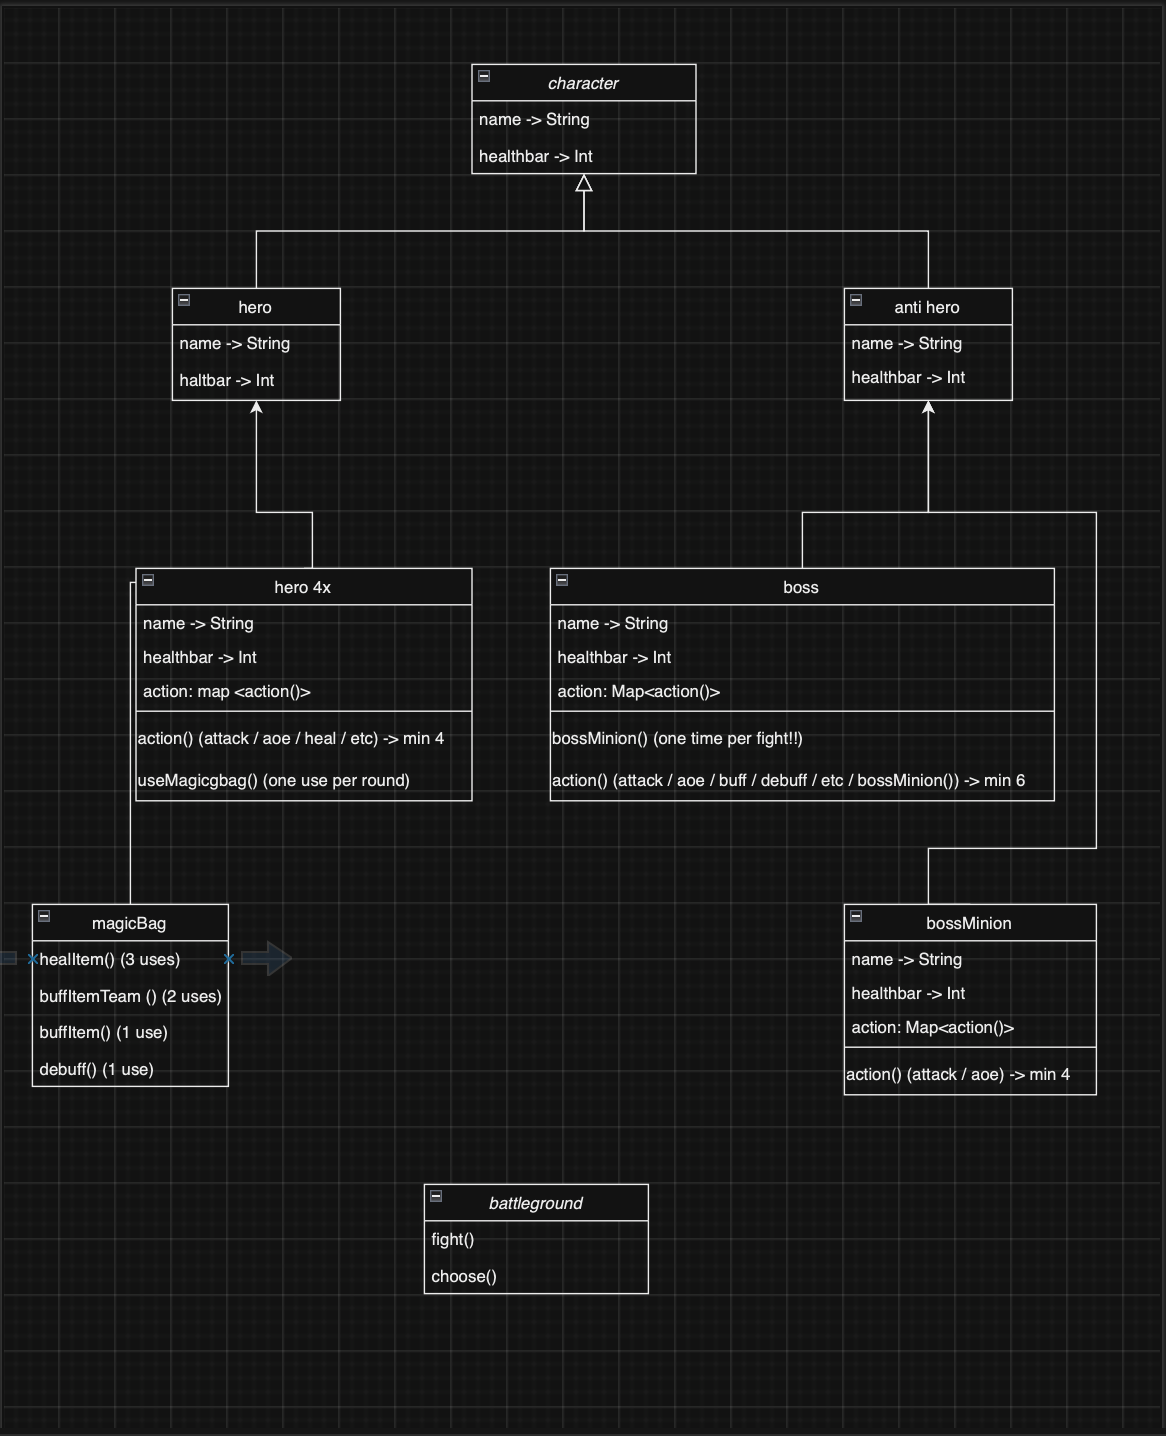 character
name -> String
healthbar -> Int
hero
name -> String
haltbar -> Int
anti hero
name -> String
healthbar -> Int
hero 4x
name -> String
healthbar -> Int
action: map <action()>
action() (attack / aoe / heal / etc) -> min 4
useMagicgbag() (one use per round)
boss
name -> String
healthbar -> Int
action: Map<action()>
bossMinion() (one time per fight!!)
action() (attack / aoe / buff / debuff / etc / bossMinion()) -> min 6
magicBag
healItem() (3 uses)
buffItemTeam () (2 uses)
buffItem() (1 use)
debuff() (1 use)
bossMinion
name -> String
healthbar -> Int
action: Map<action()>
action() (attack / aoe) -> min 4
battleground
fight()
choose()